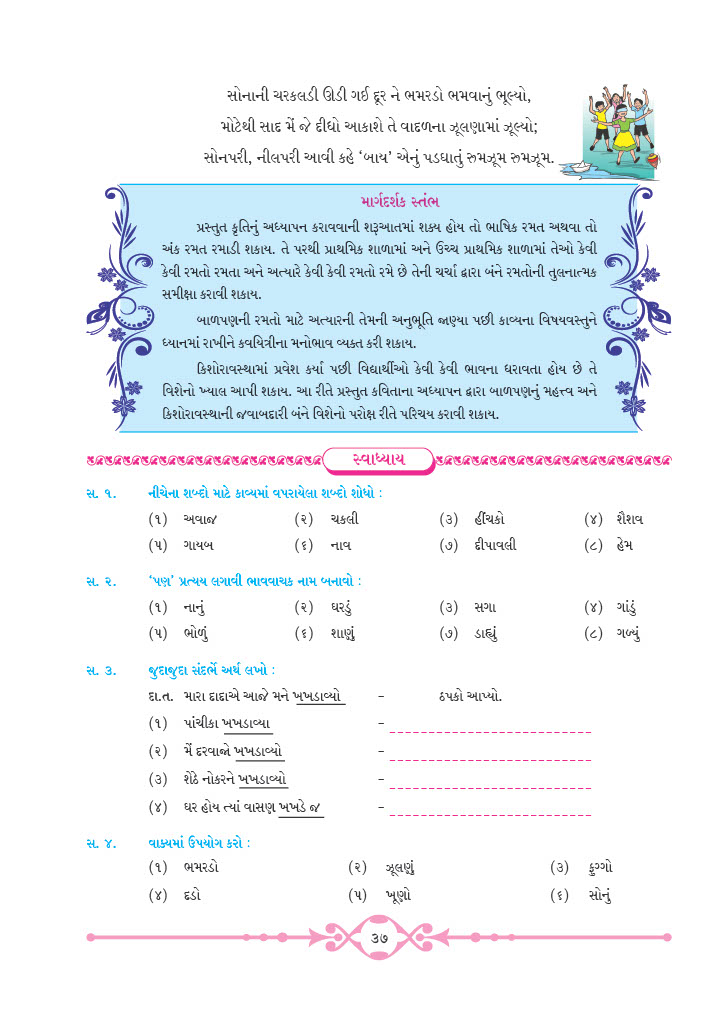 સોનાની ચરકલડી ઊડી ગઈ દૂર ને ભમરડો ભમવાનું ભૂલ્યો,
મોટેથી સાદ મેં જે દીધો આકાશે તે વાદળના ઝૂલણામાં ઝૂલ્યો;
સોનપરી, નીલપરી આવી કહે ‘બાય’ એનું પડઘાતું રુમઝૂમ રુમઝૂમ.
માર્ગદર્શક સ્તંભ
પ્રસ્તુત કૃતિનું અધ્યાપન કરાવવાની શરૂઆતમાં શક્ય હોય તો ભાષિક રમત અથવા તો
અંક રમત રમાડી શકાય. તે પરથી પ્રાથમિક શાળામાં અને ઉચ્ચ પ્રાથમિક શાળામાં તેઓ કેવી
કેવી રમતો રમતા અને અત્યારે કેવી કેવી રમતો રમે છે તેની ચર્ચા દ્વારા બંને રમતોની તુલનાત્મક
સમીક્ષા કરાવી શકાય.
બાળપણની રમતો માટે અત્યારની તેમની અનુભૂતિ જાણ્યા પછી કાવ્યના વિષયવસ્તુને
ધ્યાનમાં રાખીને કવયિત્રીના મનોભાવ વ્યક્ત કરી શકાય.
કિશોરાવસ્થામાં પ્રવેશ કર્યા પછી વિદ્યાર્થીઓ કેવી કેવી ભાવના ધરાવતા હોય છે તે
વિશેનો ખ્યાલ આપી શકાય. આ રીતે પ્રસ્તુત કવિતાના અધ્યાપન દ્વારા બાળપણનું મહત્ત્વ અને
કિશોરાવસ્થાની જવાબદારી બંને વિશેનો પરોક્ષ રીતે પરિચય કરાવી શકાય.
સ્વાધ્યાય
સ. ૧. નીચેના શબ્દો માટે કાવ્યમાં વપરાયેલા શબ્દો શોધો :
(૧) અવાજ (૨) ચકલી (૩) હીંચકો (૪) શૈશવ
(૫) ગાયબ (૬) નાવ (૭) દીપાવલી (૮) હેમ
સ. ૨. ‘પણ’ પ્રત્યય લગાવી ભાવવાચક નામ બનાવો :
(૧) નાનું (૨) ઘરડું (૩) સગા (૪) ગાંડું
(૫) ભોળું (૬) શાણું (૭) ડાહ્યું (૮) ગબ્યું
સ. ૩. જુદાજુદા સંદર્ભે અર્થ લખો :
દા.ત. મારા દાદાએ આજે મને ખખડાવ્યો – ઠપકો આપ્યો.
(૧) પાંચીકા ખખડાવ્યા –
(૨) મેં દરવાજો ખખડાવ્યો –
(૩) શેઠે નોકરને ખખડાવ્યો –
(૪) ઘર હોય ત્યાં વાસણ ખખડે જ –
સ. ૪. વાક્યમાં ઉપયોગ કરો :
(૧) ભમરડો (૨) ઝૂલણું (૩) ફુગ્ગો
(૪) દડો (૫) ખૂણો (૬) સોનું
૩૭